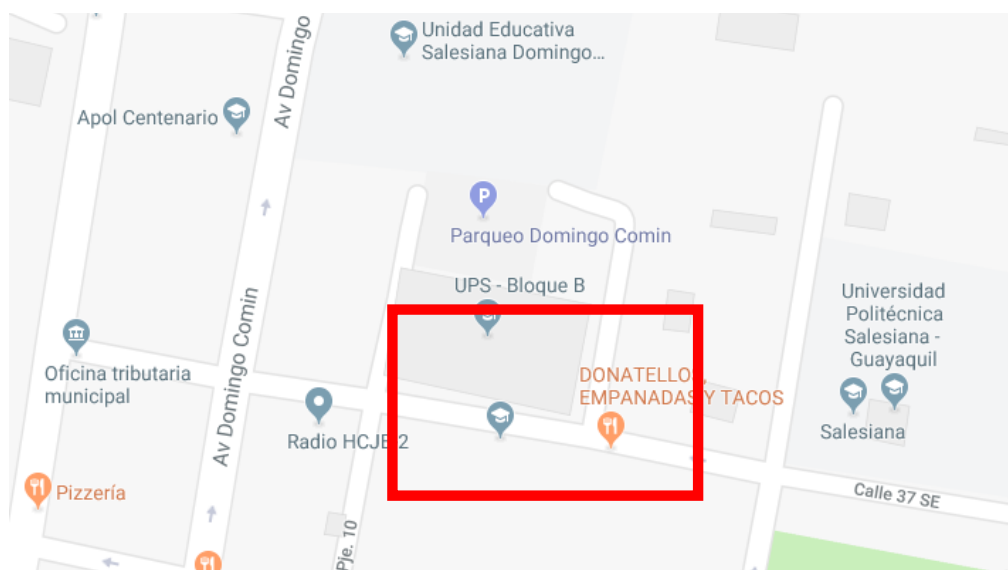 Unidad Educativa
Salesiana Domingo...
Av Domingo
Apol Centenario
P
Parqueo Domingo Comin
UPS - Bloque B
Universidad
Politécnica
Salesiana -
Guayaquil
Av Domingo Comin
Oficina tributaria
municipal
DONATELLOS,
EMPANADAS Y TACOS
Radio HCJB 2
Salesiana
Pizzería
Calle 37 SE
Pje. 10